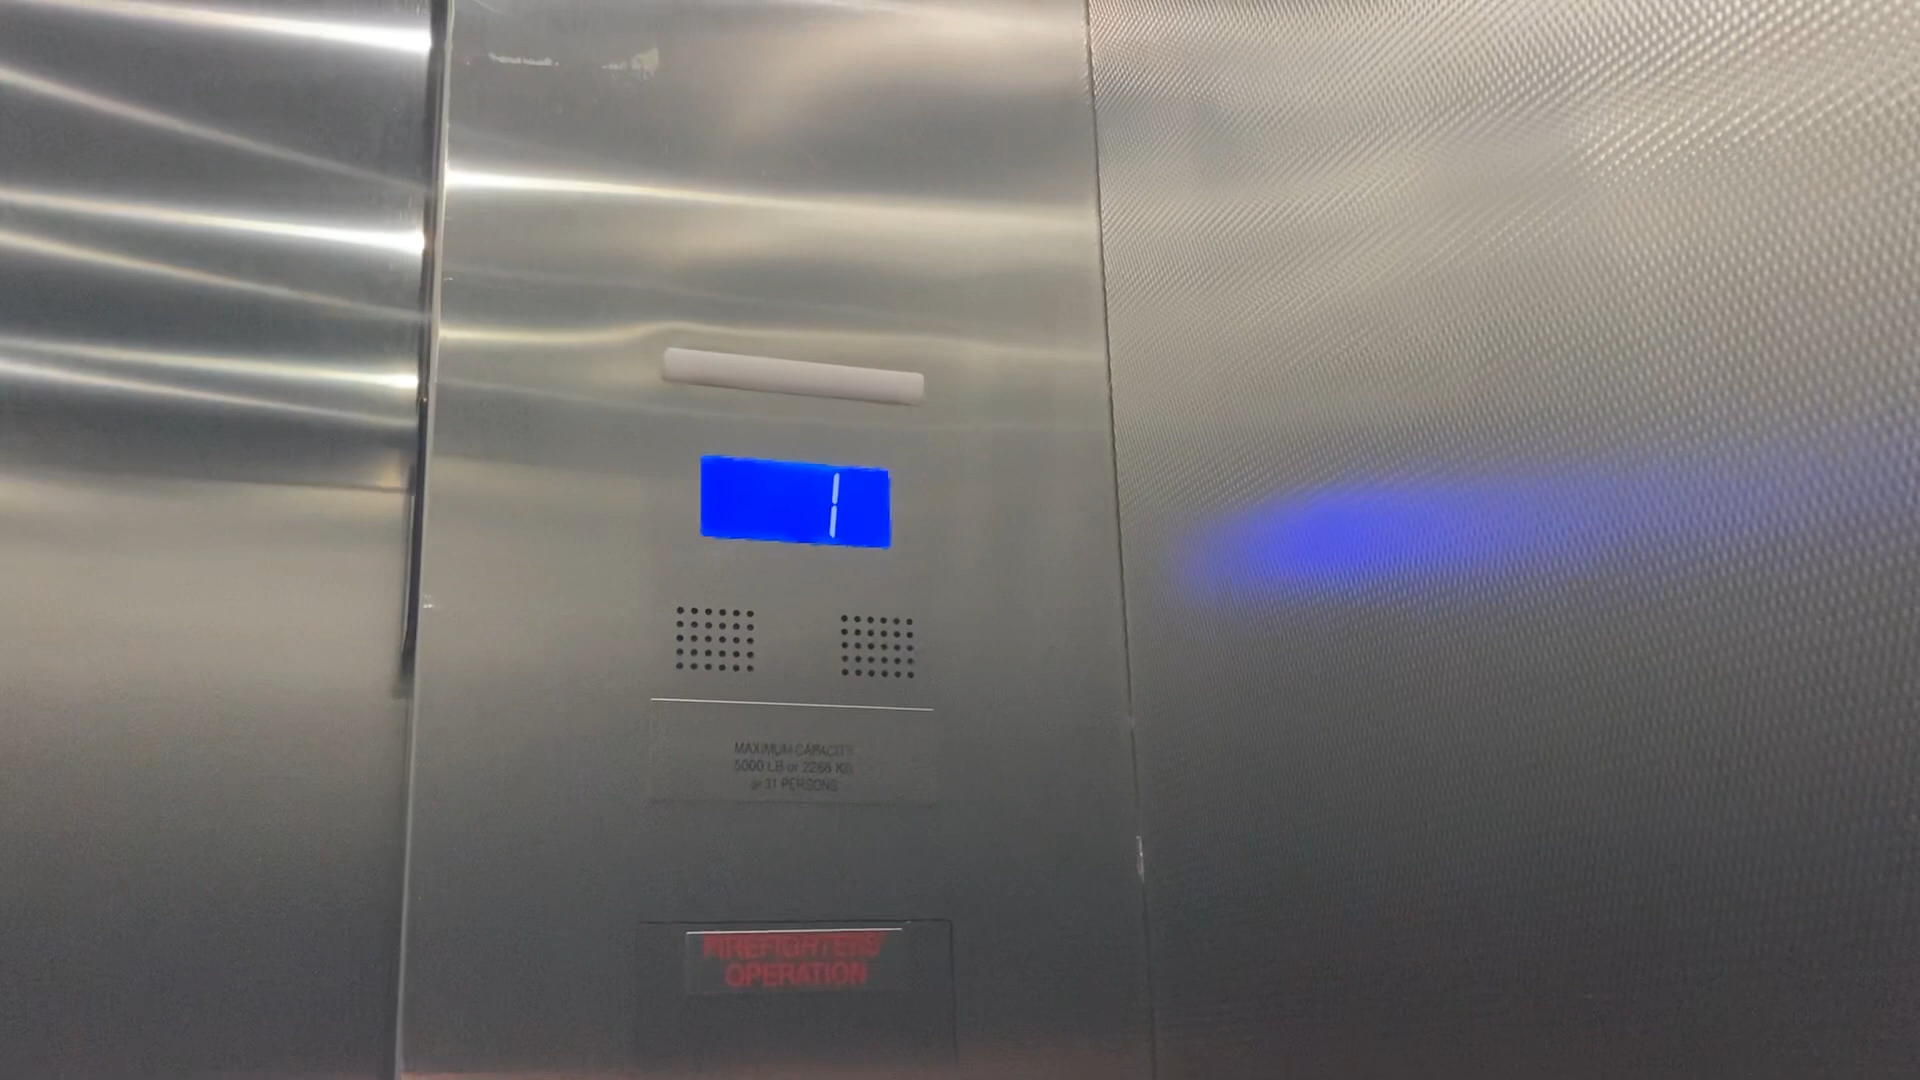 1
MAXIMUM CAPACITY
5000 LB or 2268 KG
or 31 PERSONS
FIREFIGHTERS'
OPERATION